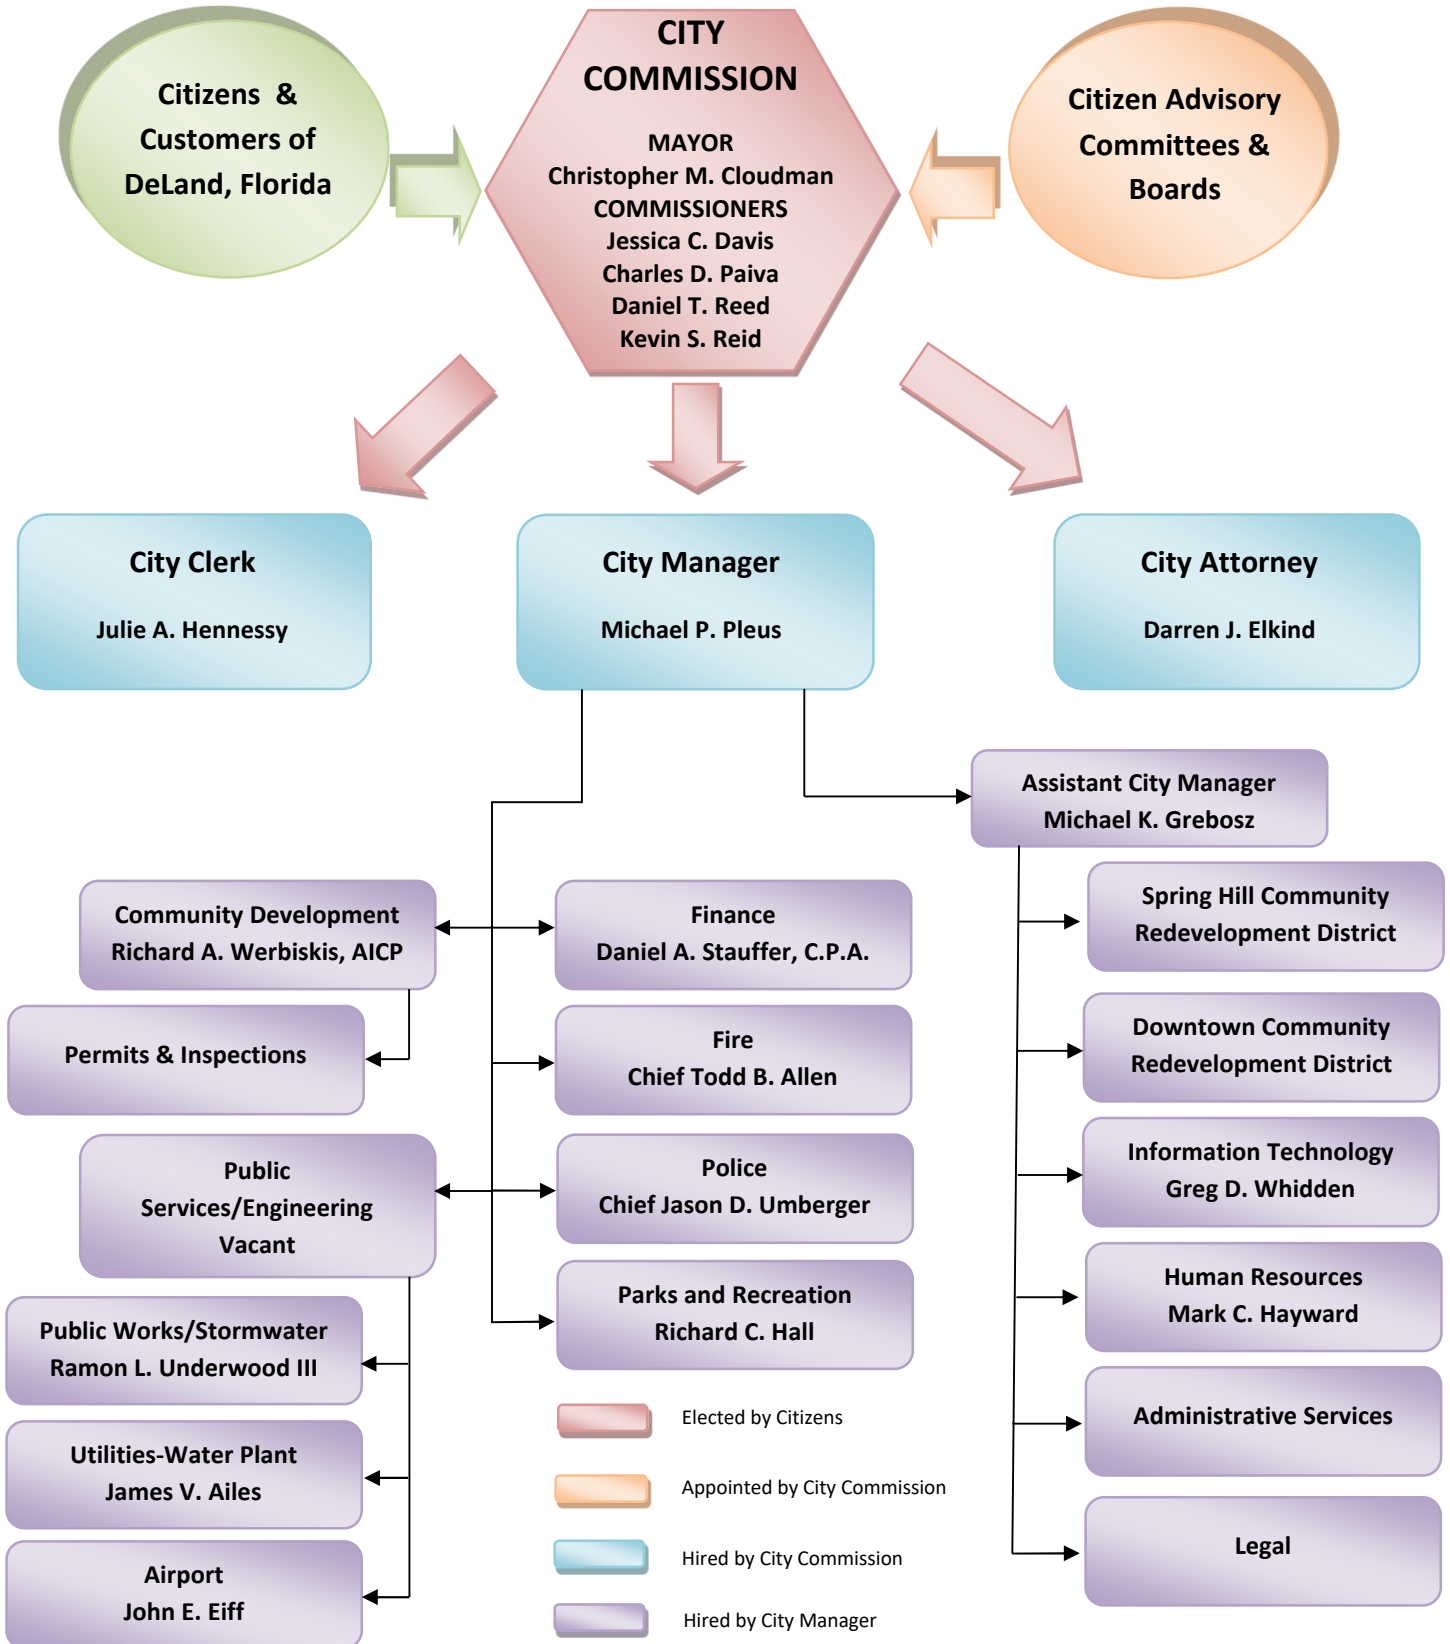 Citizens &
Customers of
DeLand, Florida
CITY
COMMISSION
MAYOR
Christopher M. Cloudman
COMMISSIONERS
Jessica C. Davis
Charles D. Paiva
Daniel T. Reed
Kevin S. Reid
Citizen Advisory
Committees &
Boards
City Clerk
Julie A. Hennessy
City Manager
Michael P. Pleus
City Attorney
Darren J. Elkind
Assistant City Manager
Michael K. Grebosz
Community Development
Richard A. Werbiskis, AICP
Permits & Inspections
Public
Services/Engineering
Vacant
Public Works/Stormwater
Ramon L. Underwood III
Utilities-Water Plant
James V. Ailes
Airport
John E. Eiff
Finance
Daniel A. Stauffer, C.P.A.
Fire
Chief Todd B. Allen
Police
Chief Jason D. Umberger
Parks and Recreation
Richard C. Hall
Spring Hill Community
Redevelopment District
Downtown Community
Redevelopment District
Information Technology
Greg D. Whidden
Human Resources
Mark C. Hayward
Administrative Services
Legal
Elected by Citizens
Appointed by City Commission
Hired by City Commission
Hired by City Manager